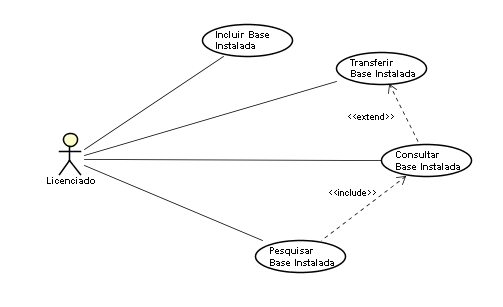 Incluir Base
Instalada
Transferir
Base Instalada
<<extend>>
Consultar
Base Instalada
Licenciado
<<include>>
Pesquisar
Base Instalada